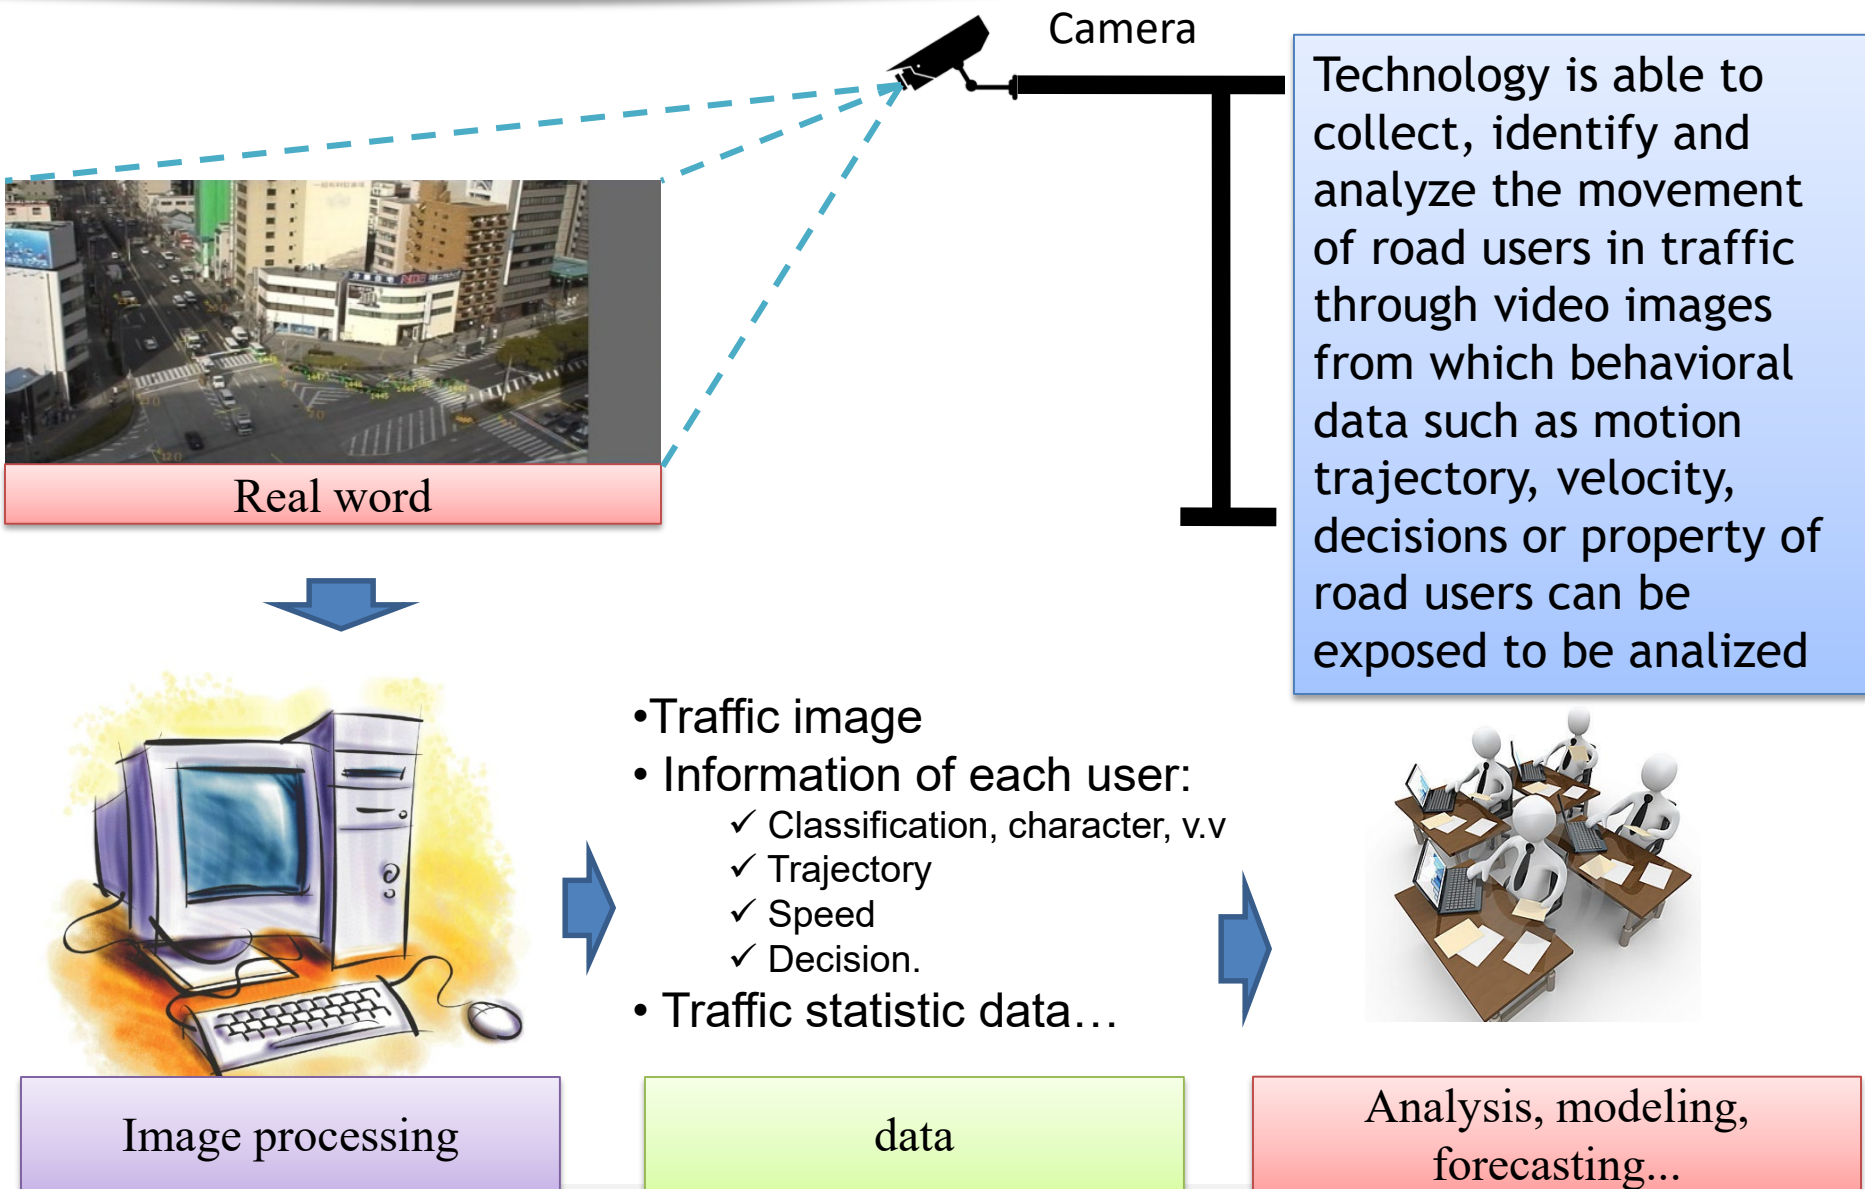 Camera
Technology is able to
collect, identify and
analyze the movement
of road users in traffic
through video images
from which behavioral
data such as motion
trajectory, velocity,
decisions or property of
road users can be
exposed to be analized
Real word
•Traffic image
• Information of each user:
✓ Classification, character, v.v
✓ Trajectory
✓ Speed
✓ Decision.
• Traffic statistic data…
Image processing
data
Analysis, modeling,
forecasting...